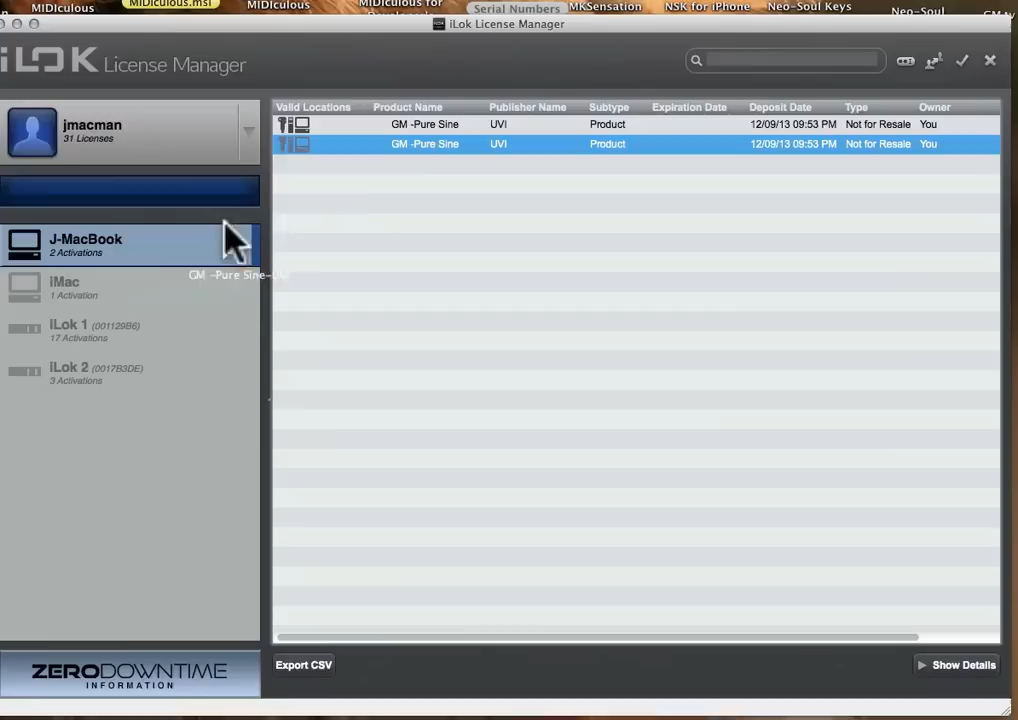 MIDIculous
MIDIculous.msi
MIDIculous
MIDIculous for
Serial Numbers
MKSensation
NSK for iPhone
Neo-Soul Keys
Neo-Soul
iLok License Manager
iLOK License Manager
jmacman
31 Licenses
J-MacBook
2 Activations
GM -Pure Sine-UVI
iMac
1 Activation
iLok 1 (001129B6)
17 Activations
iLok 2 (0017B3DE)
3 Activations
ZERODOWNTIME
INFORMATION
Valid Locations Product Name Publisher Name Subtype Expiration Date Deposit Date Type Owner
GM -Pure Sine UVI Product 12/09/13 09:53 PM Not for Resale You
GM -Pure Sine UVI Product 12/09/13 09:53 PM Not for Resale You
Export CSV
Show Details